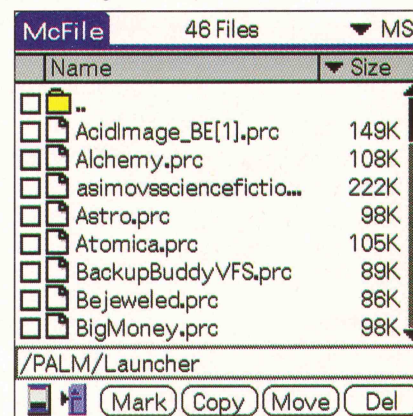 McFile 46 Files MS
Name Size
..
AcidImage_BE[1].prc 149K
Alchemy.prc 108K
asimovssciencefictio... 222K
Astro.prc 98K
Atomica.prc 105K
BackupBuddyVFS.prc 89K
Bejeweled.prc 86K
BigMoney.prc 98K
/PALM/Launcher
Mark Copy Move Del